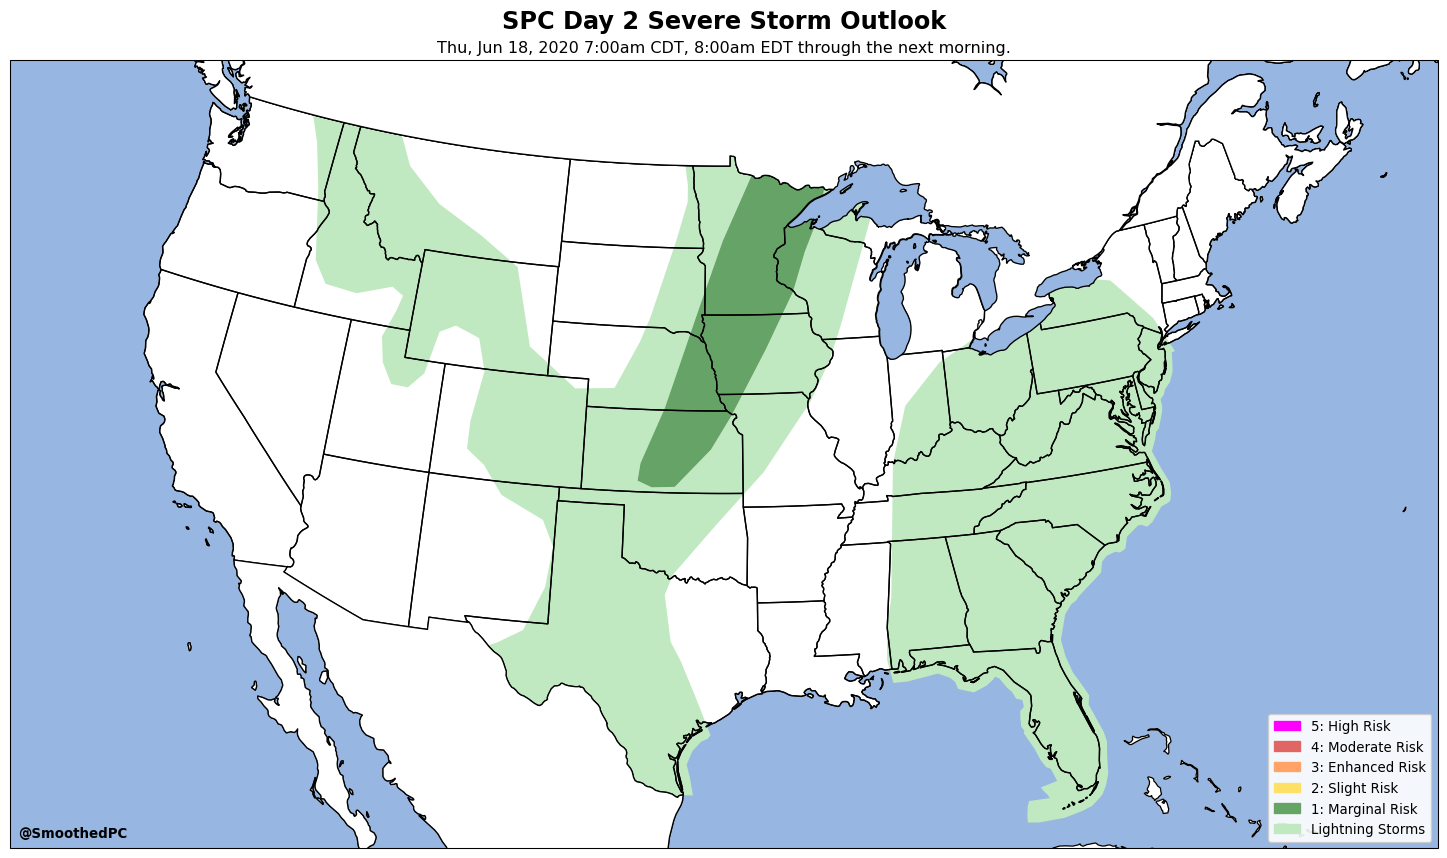 SPC Day 2 Severe Storm Outlook
Thu, Jun 18, 2020 7:00am CDT, 8:00am EDT through the next morning.
5: High Risk
4: Moderate Risk
3: Enhanced Risk
2: Slight Risk
1: Marginal Risk
Lightning Storms
@SmoothedPC